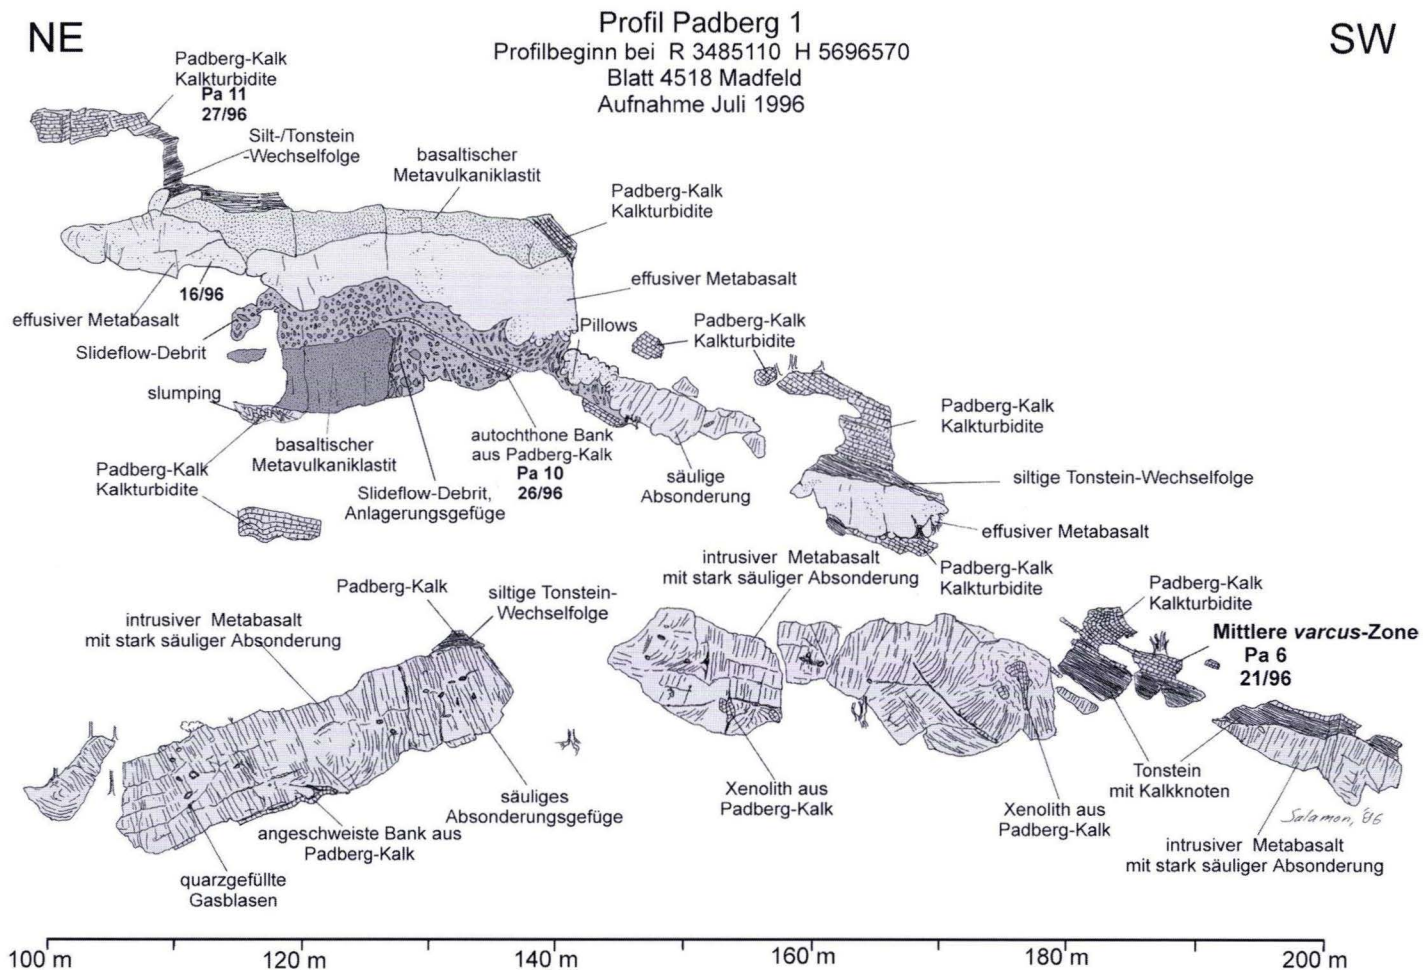 NE
Profil Padberg 1
SW
Profilbeginn bei R 3485110 H 5696570
Blatt 4518 Madfeld
Aufnahme Juli 1996
Padberg-Kalk
Kalkturbidite
Pa 11
27/96
Silt-/Tonstein
-Wechselfolge
basaltischer
Metavulkaniklastit
Padberg-Kalk
Kalkturbidite
effusiver Metabasalt
16/96
effusiver Metabasalt
Slideflow-Debrit
Pillows
Padberg-Kalk
Kalkturbidite
slumping
Padberg-Kalk
Kalkturbidite
basaltischer
Metavulkaniklastit
autochthone Bank
aus Padberg-Kalk
Pa 10
26/96
Padberg-Kalk
Kalkturbidite
Slideflow-Debrit,
Anlagerungsgefüge
säulige
Absonderung
siltige Tonstein-Wechselfolge
effusiver Metabasalt
Padberg-Kalk
Kalkturbidite
intrusiver Metabasalt
mit stark säuliger Absonderung
Padberg-Kalk
siltige Tonstein-
Wechselfolge
Padberg-Kalk
Kalkturbidite
intrusiver Metabasalt
mit stark säuliger Absonderung
Mittlere varcus-Zone
Pa 6
21/96
Tonstein
mit Kalkknoten
säuliges
Absonderungsgefüge
Xenolith aus
Padberg-Kalk
Xenolith aus
Padberg-Kalk
Salamon, '96
angeschweiste Bank aus
Padberg-Kalk
intrusiver Metabasalt
mit stark säuliger Absonderung
quarzgefüllte
Gasblasen
100 m
120 m
140 m
160 m
180 m
200 m